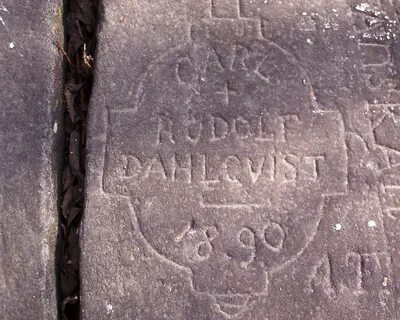 CARL
+
RUDOLF
DAHLQVIST
1890